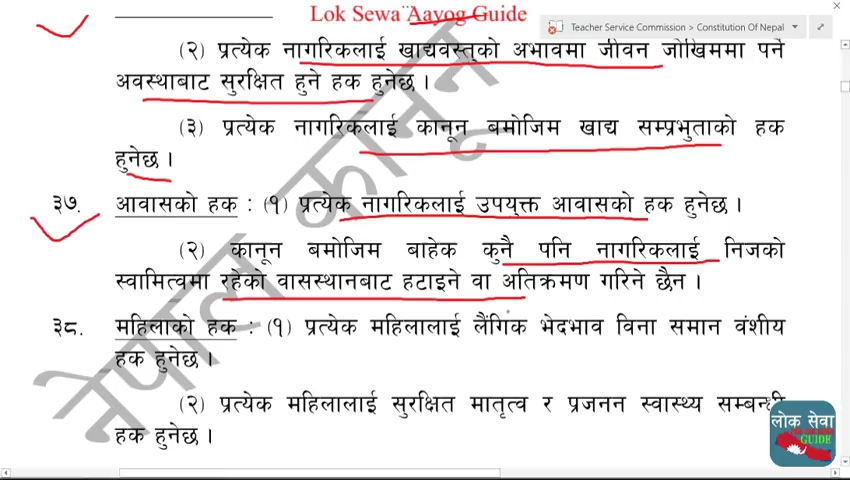 Lok Sewa Aayog Guide
Teacher Service Commission > Constitution Of Nepal
(२) प्रत्येक नागरिकलाई खाद्यवस्तुको अभावमा जीवन जोखिममा पर्ने
अवस्थाबाट सुरक्षित हुने हक हुनेछ ।
(३) प्रत्येक नागरिकलाई कानून बमोजिम खाद्य सम्प्रभुताको हक
हुनेछ ।
३७. आवासको हक : (१) प्रत्येक नागरिकलाई उपयुक्त आवासको हक हुनेछ ।
(२) कानून बमोजिम बाहेक कुनै पनि नागरिकलाई निजको
स्वामित्वमा रहेको वासस्थानबाट हटाइने वा अतिक्रमण गरिने छैन ।
३८. महिलाको हक : (१) प्रत्येक महिलालाई लैंगिक भेदभाव विना समान वंशीय
हक हुनेछ ।
(२) प्रत्येक महिलालाई सुरक्षित मातृत्व र प्रजनन स्वास्थ्य सम्बन्धी
हक हुनेछ ।
नेपाल कानून
लोक सेवा
GUIDE